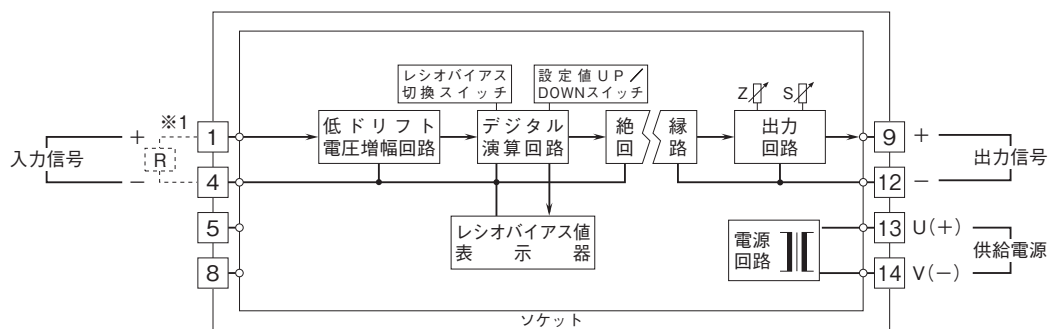 レシオバイアス
切換スイッチ
設定値UP／
DOWNスイッチ
Z
S
※1
＋
R
－
入力信号
1
4
5
8
低ドリフト
電圧増幅回路
デジタル
演算回路
絶
回
縁
路
出力
回路
レシオバイアス値
表示器
電源
回路
9
＋
12
－
出力信号
13
U(＋)
14
V(－)
供給電源
ソケット